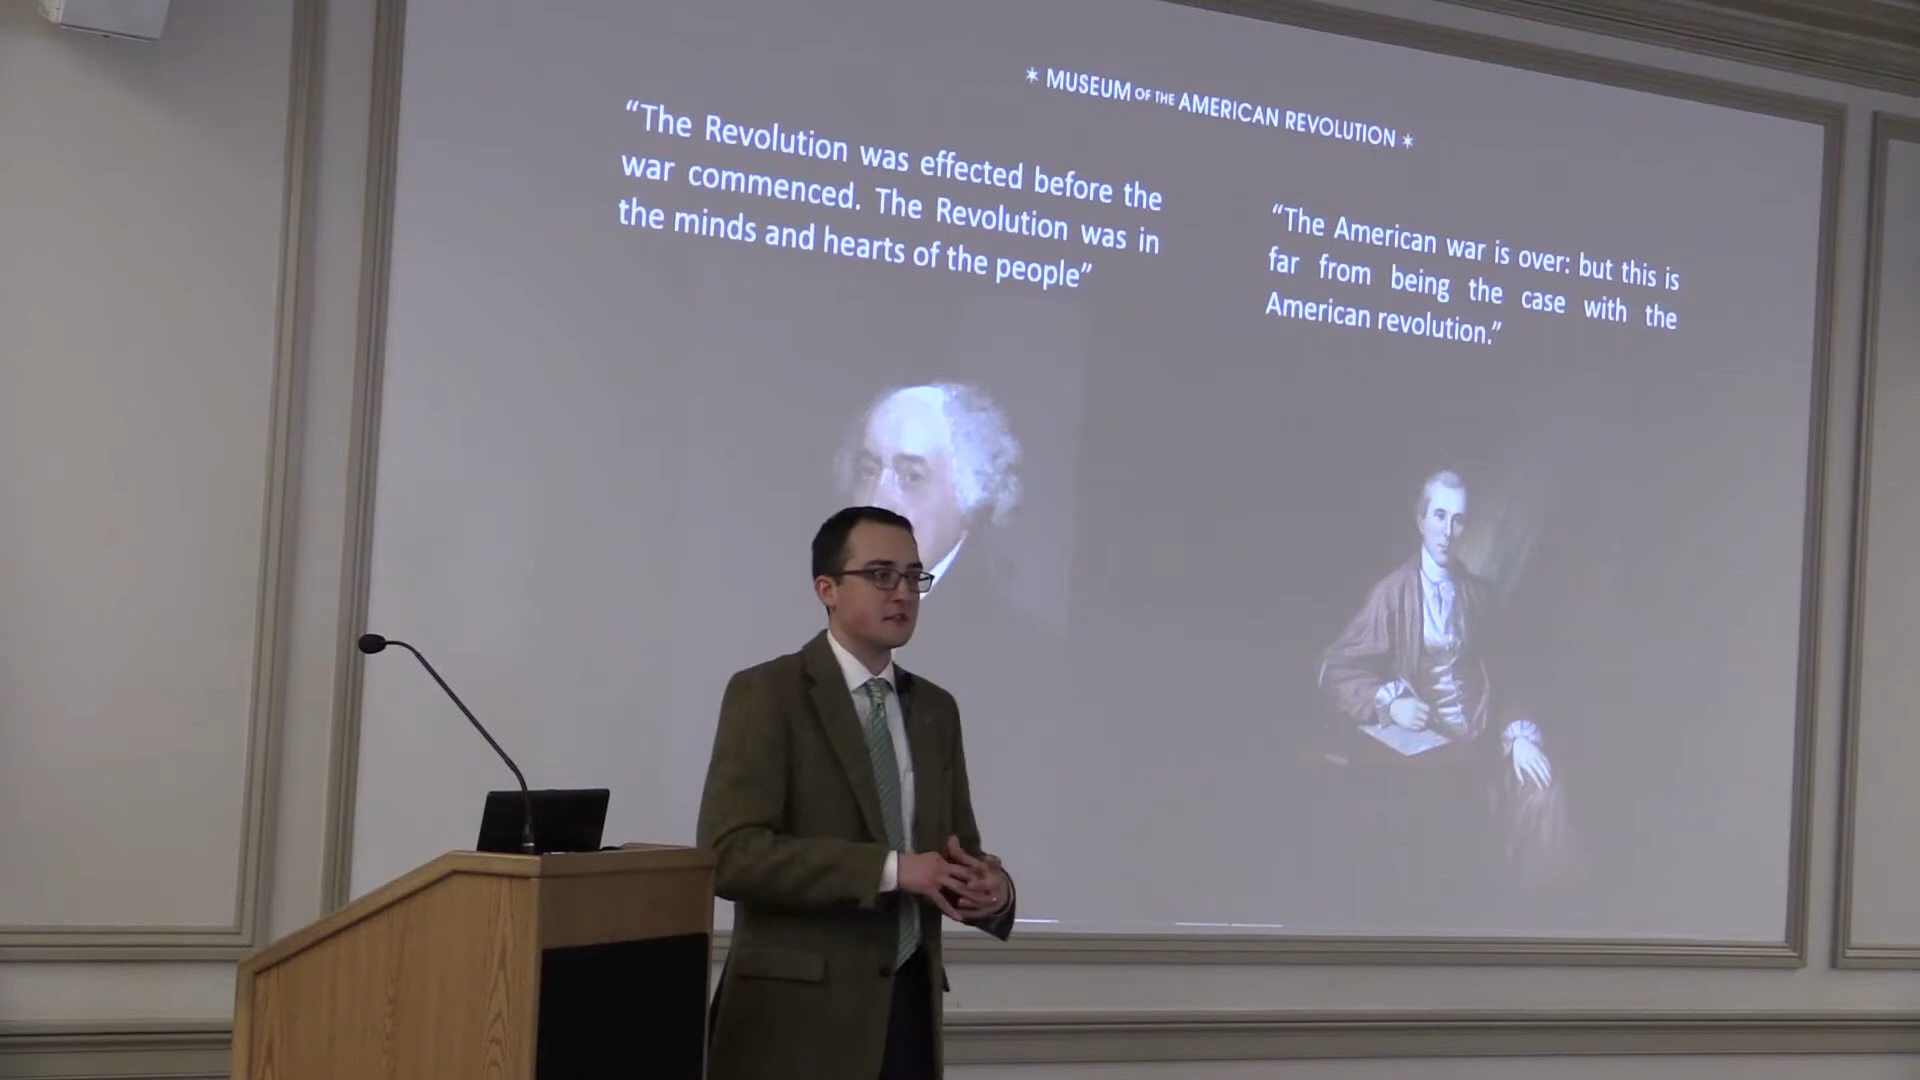 ✶ MUSEUM OF THE AMERICAN REVOLUTION ✶
“The Revolution was effected before the
war commenced. The Revolution was in
the minds and hearts of the people”
“The American war is over: but this is
far from being the case with the
American revolution.”